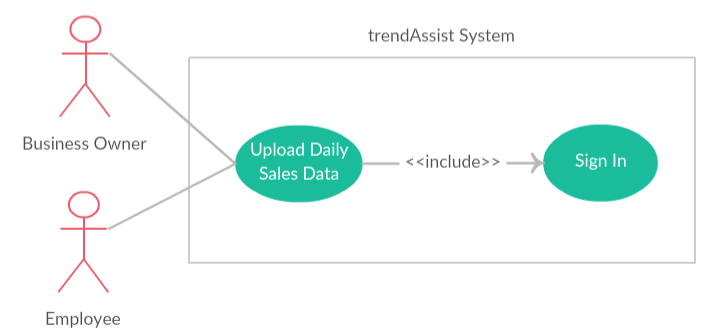 trendAssist System
Business Owner
Upload Daily
Sales Data
<<include>>
Sign In
Employee